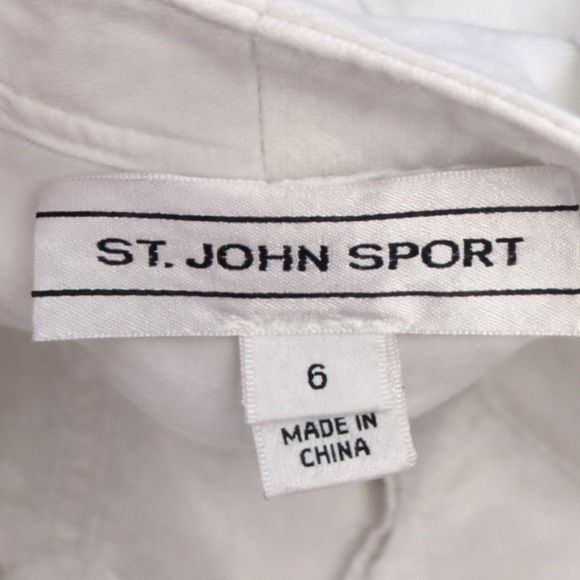 ST. JOHN SPORT
6
MADE IN
CHINA